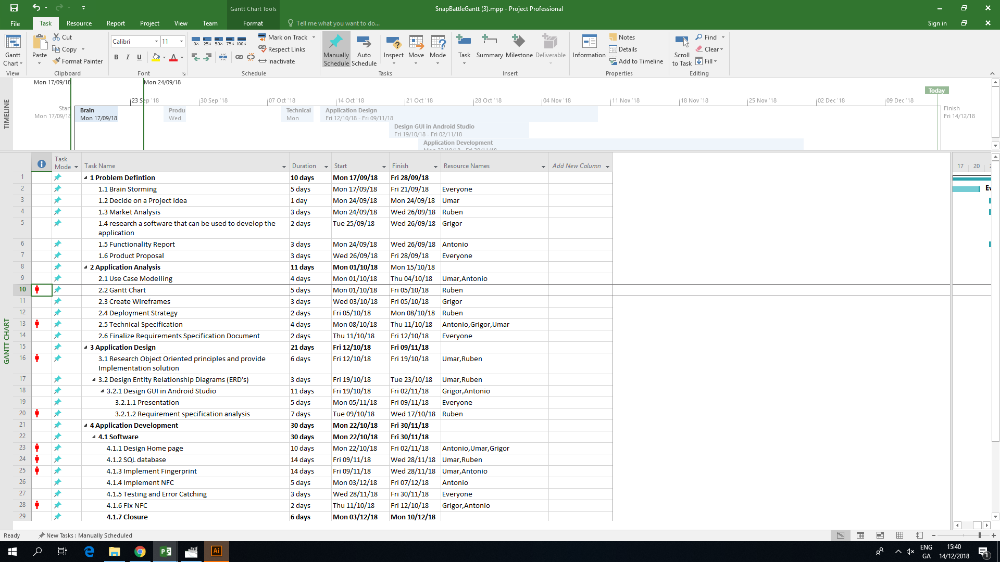 Gantt Chart Tools
SnapBattleGantt (3).mpp - Project Professional
File Task Resource Report Project View Team Format Tell me what you want to do... Sign in
Gantt Chart
View
Paste
Cut
Copy
Format Painter
Clipboard
Calibri 11
B I U A
Font
0% 25% 50% 75% 100%
Mark on Track
Respect Links
Inactivate
Schedule
Manually Schedule
Auto Schedule
Inspect
Move
Mode
Tasks
Task
Summary
Milestone
Deliverable
Insert
Information
Notes
Details
Add to Timeline
Properties
Scroll to Task
Find
Clear
Fill
Editing
TIMELINE
Mon 17/09/18 Mon 24/09/18
Today
23 Sep '18 30 Sep '18 07 Oct '18 14 Oct '18 21 Oct '18 28 Oct '18 04 Nov '18 11 Nov '18 18 Nov '18 25 Nov '18 02 Dec '18 09 Dec '18
Start
Mon 17/09/18
Brain
Mon 17/09/18
Produ
Wed
Technical
Mon
Application Design
Fri 12/10/18 - Fri 09/11/18
Finish
Fri 14/12/18
Design GUI in Android Studio
Fri 19/10/18 - Fri 02/11/18
Application Development
Mon 22/10/18 - Fri 30/11/18
GANTT CHART
Task Mode Task Name Duration Start Finish Resource Names Add New Column 17 20
1 1 Problem Defintion 10 days Mon 17/09/18 Fri 28/09/18
2 1.1 Brain Storming 5 days Mon 17/09/18 Fri 21/09/18 Everyone
3 1.2 Decide on a Project idea 1 day Mon 24/09/18 Mon 24/09/18 Umar
4 1.3 Market Analysis 3 days Mon 24/09/18 Wed 26/09/18 Ruben
5 1.4 research a software that can be used to develop the 2 days Tue 25/09/18 Wed 26/09/18 Grigor
application
6 1.5 Functionality Report 3 days Mon 24/09/18 Wed 26/09/18 Antonio
7 1.6 Product Proposal 3 days Wed 26/09/18 Fri 28/09/18 Everyone
8 2 Application Analysis 11 days Mon 01/10/18 Mon 15/10/18
9 2.1 Use Case Modelling 4 days Mon 01/10/18 Thu 04/10/18 Umar,Antonio
10 2.2 Gantt Chart 5 days Mon 01/10/18 Fri 05/10/18 Ruben
11 2.3 Create Wireframes 3 days Wed 03/10/18 Fri 05/10/18 Grigor
12 2.4 Deployment Strategy 2 days Fri 05/10/18 Mon 08/10/18 Ruben
13 2.5 Technical Specification 4 days Mon 08/10/18 Thu 11/10/18 Antonio,Grigor,Umar
14 2.6 Finalize Requirements Specification Document 2 days Thu 11/10/18 Fri 12/10/18 Everyone
15 3 Application Design 21 days Fri 12/10/18 Fri 09/11/18
16 3.1 Research Object Oriented principles and provide 6 days Fri 12/10/18 Fri 19/10/18 Umar,Ruben
Implementation solution
17 3.2 Design Entity Relationship Diagrams (ERD's) 3 days Fri 19/10/18 Tue 23/10/18 Umar,Ruben
18 3.2.1 Design GUI in Android Studio 11 days Fri 19/10/18 Fri 02/11/18 Grigor,Antonio
19 3.2.1.1 Presentation 5 days Mon 05/11/18 Fri 09/11/18 Everyone
20 3.2.1.2 Requirement specification analysis 7 days Tue 09/10/18 Wed 17/10/18 Ruben
21 4 Application Development 30 days Mon 22/10/18 Fri 30/11/18
22 4.1 Software 30 days Mon 22/10/18 Fri 30/11/18
23 4.1.1 Design Home page 10 days Mon 22/10/18 Fri 02/11/18 Antonio,Umar,Grigor
24 4.1.2 SQL database 14 days Fri 09/11/18 Wed 28/11/18 Umar,Ruben
25 4.1.3 Implement Fingerprint 14 days Fri 09/11/18 Wed 28/11/18 Umar,Antonio
26 4.1.4 Implement NFC 5 days Mon 03/12/18 Fri 07/12/18 Antonio
27 4.1.5 Testing and Error Catching 3 days Wed 28/11/18 Fri 30/11/18 Everyone
28 4.1.6 Fix NFC 2 days Thu 11/10/18 Fri 12/10/18 Grigor,Antonio
29 4.1.7 Closure 6 days Mon 03/12/18 Mon 10/12/18
Ready New Tasks : Manually Scheduled
Ai
ENG
GA
15:40
14/12/2018
1